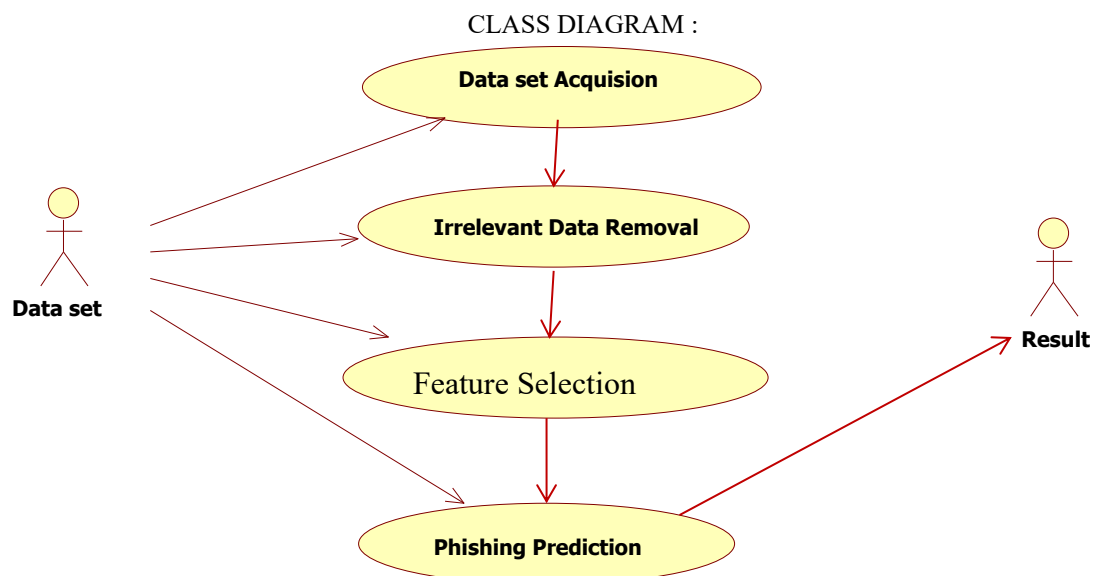 CLASS DIAGRAM :
Data set Acquision
Irrelevant Data Removal
Data set
Result
Feature Selection
Phishing Prediction